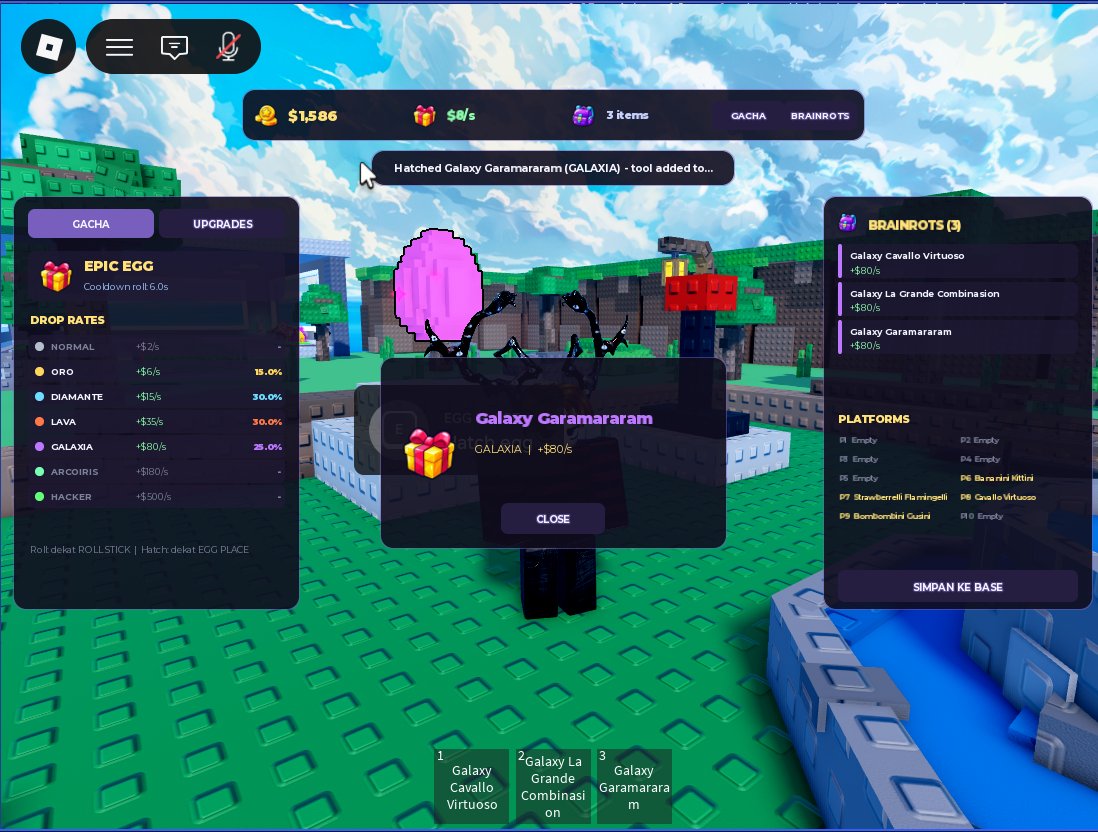 $1,586
$8/s
3 items
GACHA
BRAINROTS
Hatched Galaxy Garamararam (GALAXIA) - tool added to...
GACHA
UPGRADES
EPIC EGG
Cooldown roll: 6.0s
DROP RATES
NORMAL +$2/s -
ORO +$6/s 15.0%
DIAMANTE +$15/s 30.0%
LAVA +$35/s 30.0%
GALAXIA +$80/s 25.0%
ARCOIRIS +$180/s -
HACKER +$500/s -
Roll: dekat ROLLSTICK | Hatch: dekat EGG PLACE
E
EGG
Galaxy Garamararam
GALAXIA | +$80/s
CLOSE
BRAINROTS (3)
Galaxy Cavallo Virtuoso
+$80/s
Galaxy La Grande Combinasion
+$80/s
Galaxy Garamararam
+$80/s
PLATFORMS
P1 Empty P2 Empty
P3 Empty P4 Empty
P5 Empty P6 Bananini Kittini
P7 Strawberrelli Flamingelli P8 Cavallo Virtuoso
P9 Bombombini Gusini P10 Empty
SIMPAN KE BASE
1
Galaxy
Cavallo
Virtuoso
2
Galaxy La
Grande
Combinasi
on
3
Galaxy
Garamarara
m